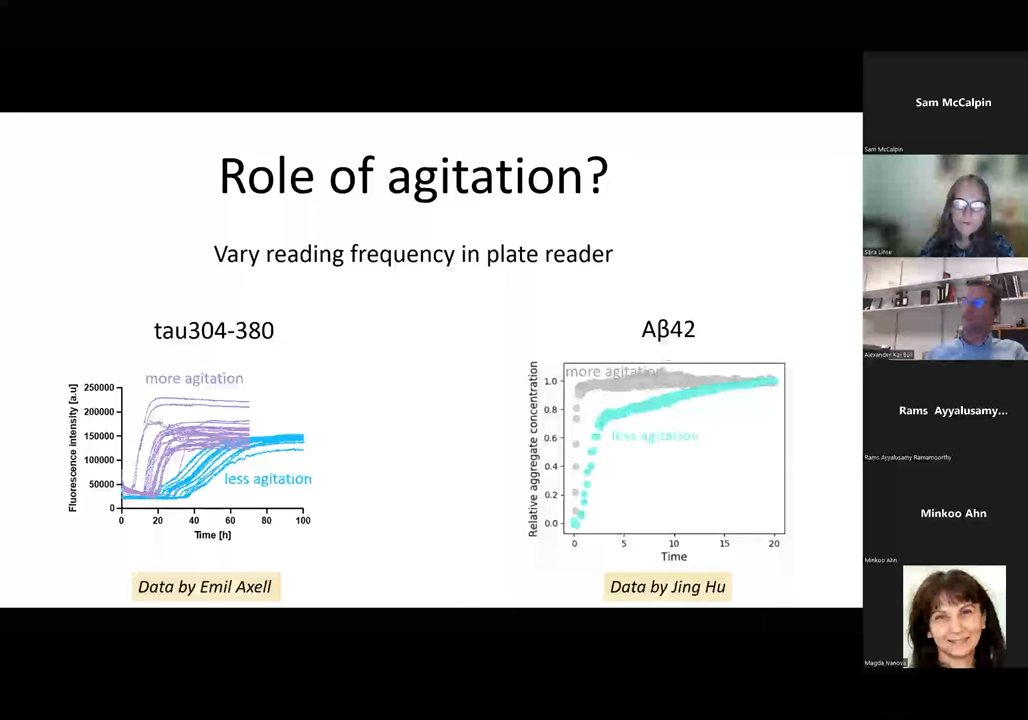 Role of agitation?
Vary reading frequency in plate reader
tau304-380
Aβ42
more agitation
less agitation
Fluorescence intensity [a.u]
250000
200000
150000
100000
50000
0
0 20 40 60 80 100
Time [h]
Data by Emil Axell
more agitation
less agitation
Relative aggregate concentration
1.0
0.8
0.6
0.4
0.2
0.0
0 5 10 15 20
Time
Data by Jing Hu
Sam McCalpin
Sam McCalpin
Sara Linse
Rams Ayyalusamy...
Rams Ayyalusamy Ramamoorthy
Minkoo Ahn
Minkoo Ahn
Magda Ivanova